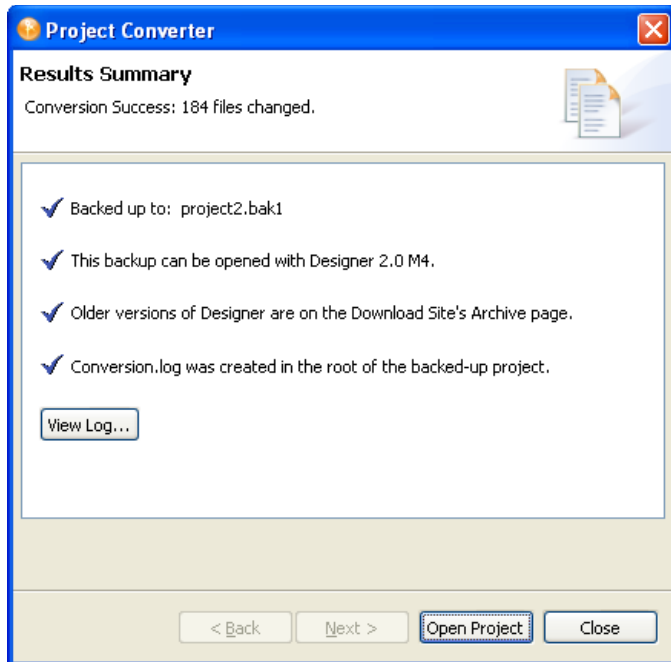 Project Converter
Results Summary
Conversion Success: 184 files changed.
Backed up to: project2.bak1
This backup can be opened with Designer 2.0 M4.
Older versions of Designer are on the Download Site's Archive page.
Conversion.log was created in the root of the backed-up project.
View Log...
< Back Next > Open Project Close